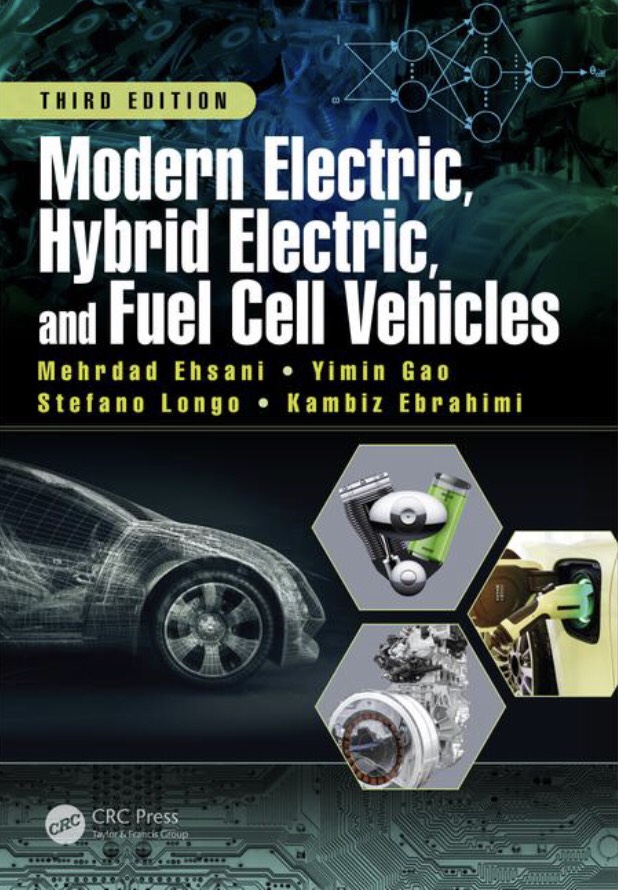 THIRD EDITION
Modern Electric,
Hybrid Electric,
and Fuel Cell Vehicles
Mehrdad Ehsani • Yimin Gao
Stefano Longo • Kambiz Ebrahimi
CRC CRC Press
Taylor & Francis Group